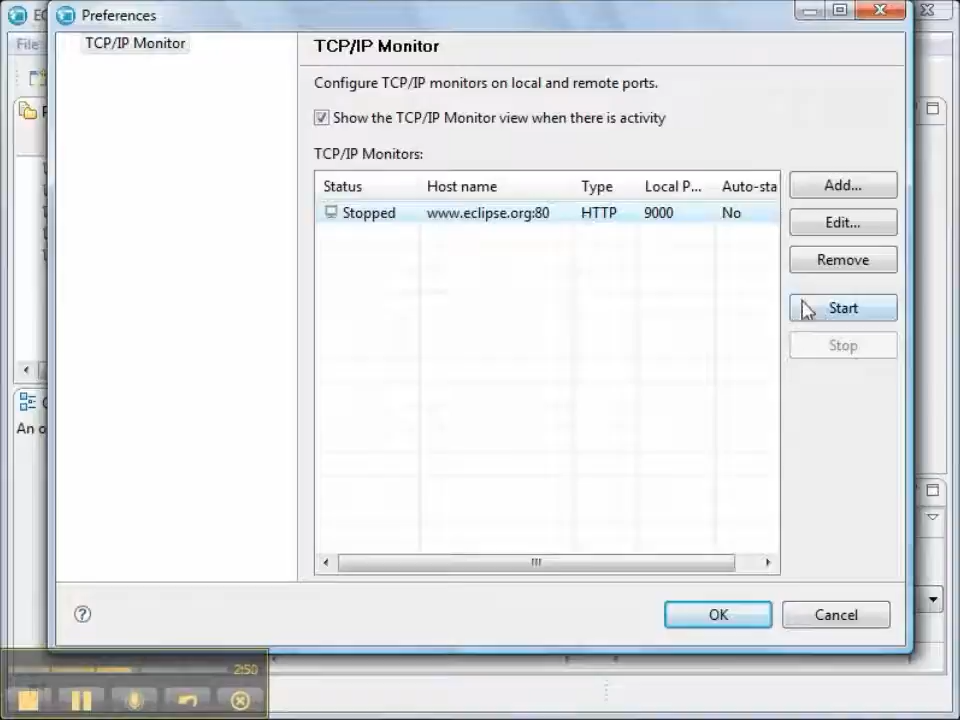 Preferences
File
TCP/IP Monitor
TCP/IP Monitor
Configure TCP/IP monitors on local and remote ports.
Show the TCP/IP Monitor view when there is activity
TCP/IP Monitors:
Status Host name Type Local P... Auto-sta
Stopped www.eclipse.org:80 HTTP 9000 No
Add...
Edit...
Remove
Start
Stop
An o
OK Cancel
2:50